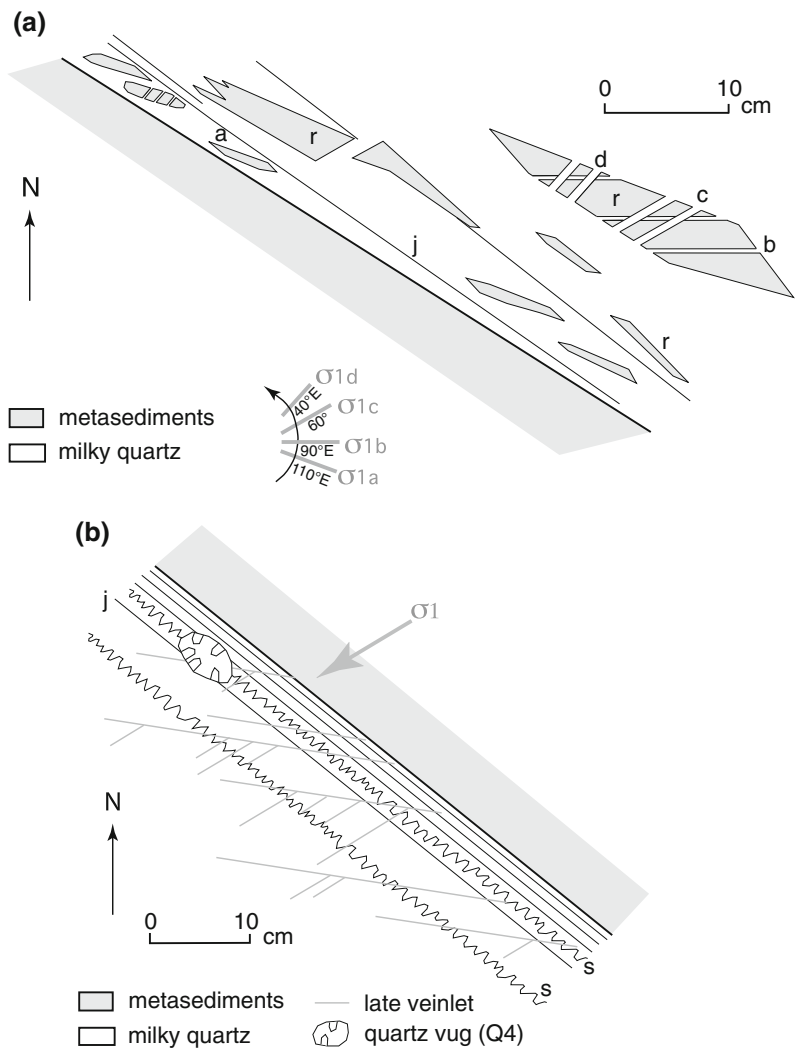 (a)
0 10
cm
a
r
d
r
c
b
N
j
r
σ1d
40°E
σ1c
60°
σ1b
90°E
σ1a
110°E
metasediments
milky quartz
(b)
j
σ1
N
0 10
cm
s
s
metasediments
late veinlet
milky quartz
quartz vug (Q4)